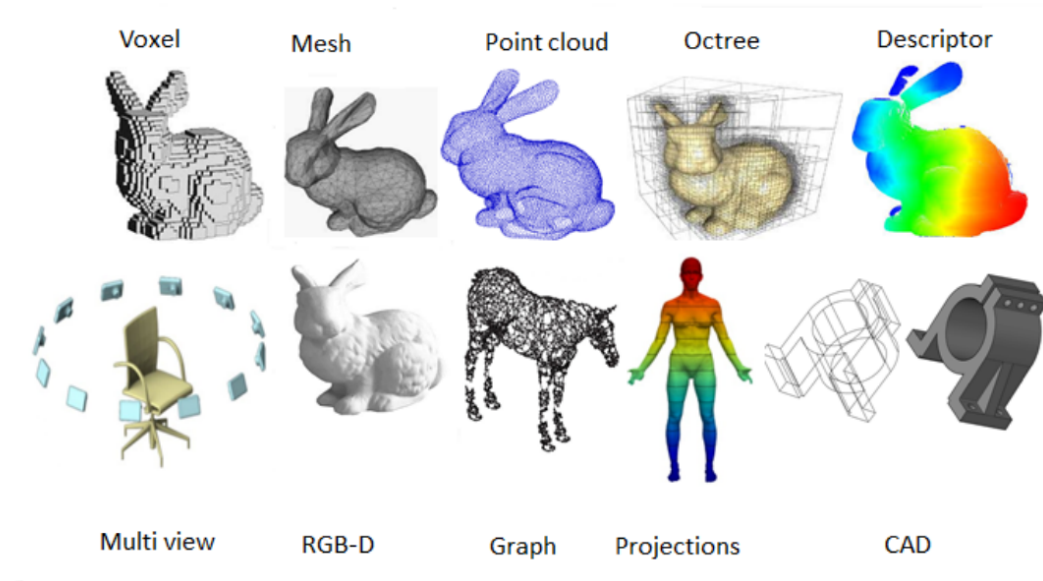 Voxel
Mesh
Point cloud
Octree
Descriptor
Multi view
RGB-D
Graph
Projections
CAD